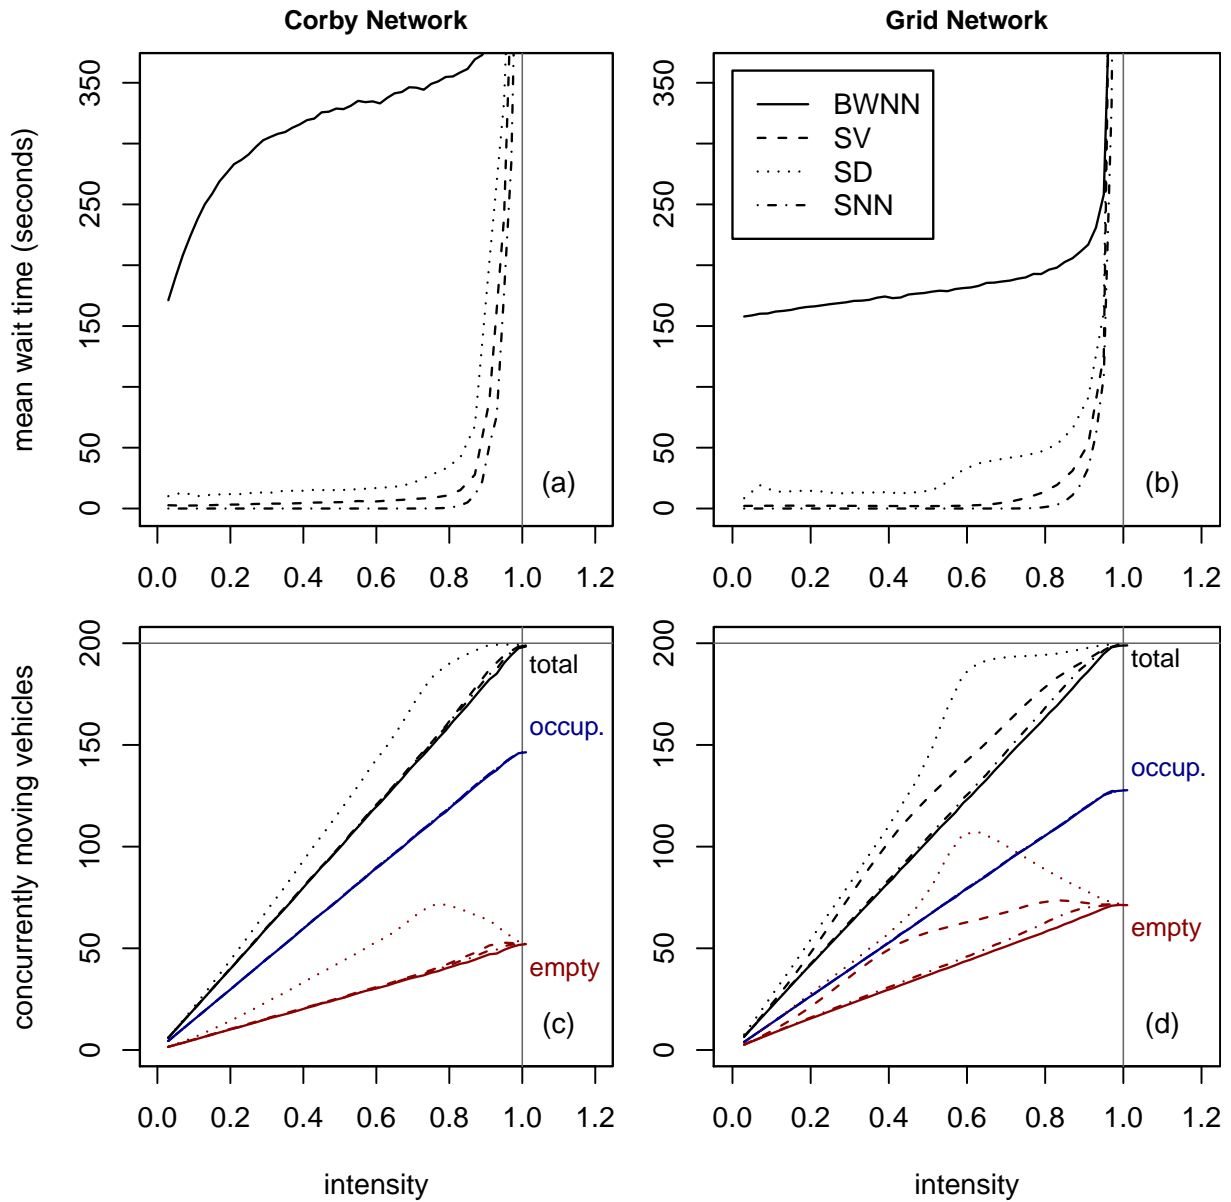 Corby Network
Grid Network
mean wait time (seconds)
350
250
150
50
0
(a)
0.0 0.2 0.4 0.6 0.8 1.0 1.2
350
250
150
50
0
BWNN
SV
SD
SNN
(b)
0.0 0.2 0.4 0.6 0.8 1.0 1.2
concurrently moving vehicles
200
150
100
50
0
total
occup.
empty
(c)
0.0 0.2 0.4 0.6 0.8 1.0 1.2
intensity
200
150
100
50
0
total
occup.
empty
(d)
0.0 0.2 0.4 0.6 0.8 1.0 1.2
intensity